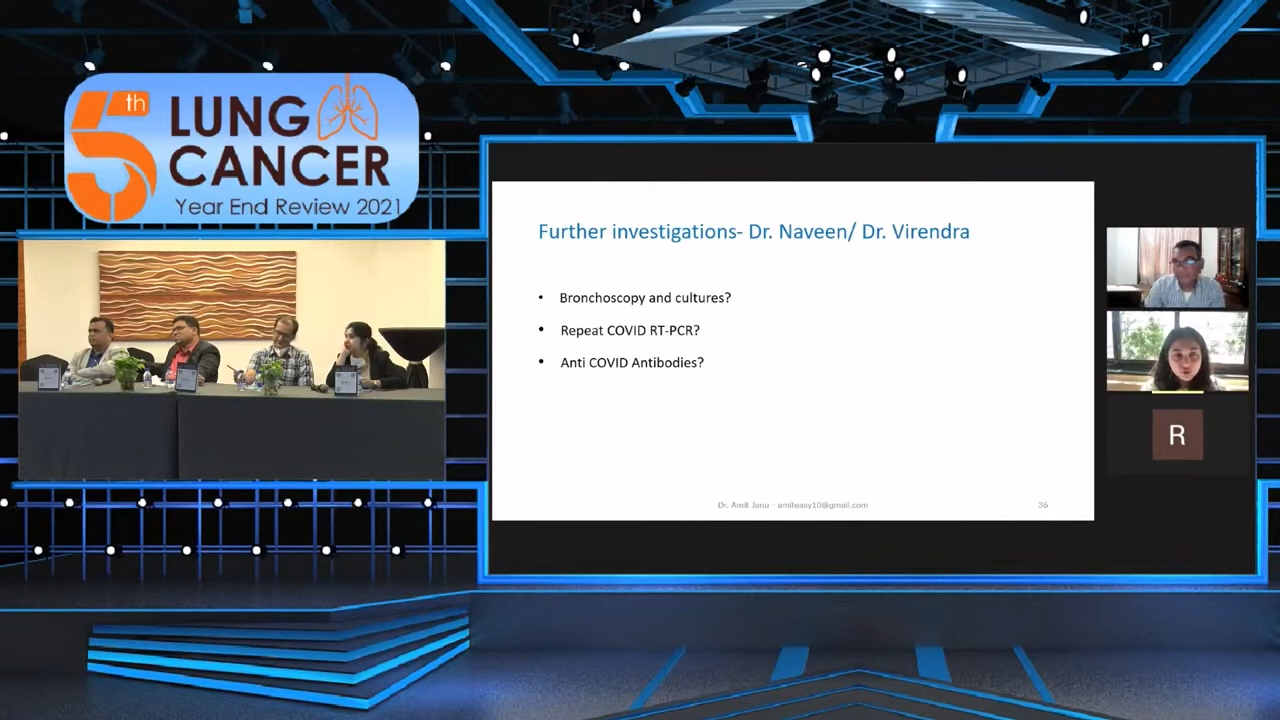 5th
LUNG
CANCER
Year End Review 2021
Further investigations- Dr. Naveen/ Dr. Virendra
• Bronchoscopy and cultures?
• Repeat COVID RT-PCR?
• Anti COVID Antibodies?
Dr. Amit Janu - amiteasy10@gmail.com
36
R